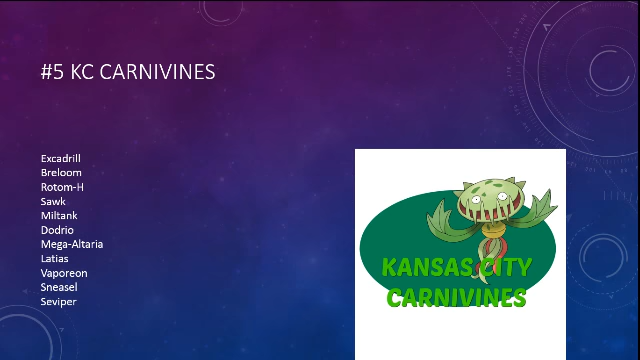 #5 KC CARNIVINES
Excadrill
Breloom
Rotom-H
Sawk
Miltank
Dodrio
Mega-Altaria
Latias
Vaporeon
Sneasel
Seviper
KANSAS CITY
CARNIVINES